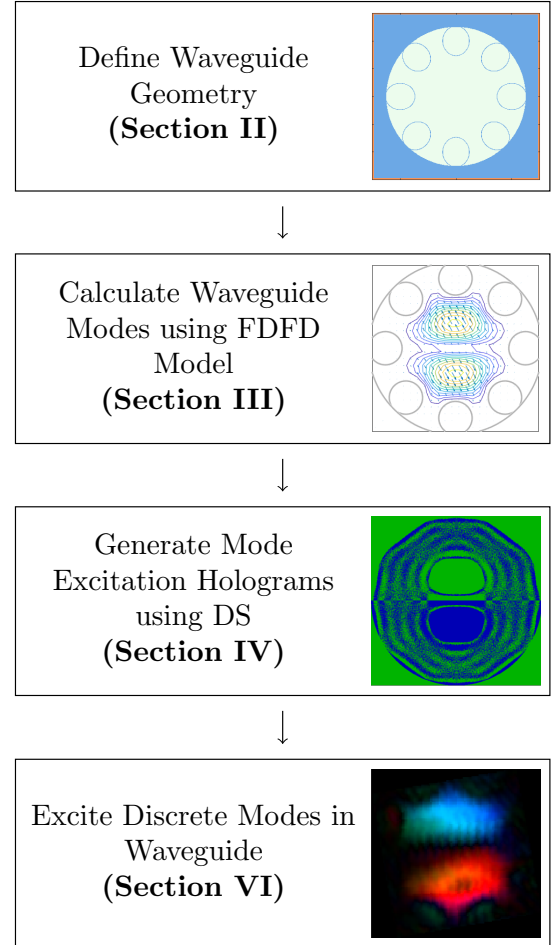 Define Waveguide
Geometry
(Section II)
Calculate Waveguide
Modes using FDFD
Model
(Section III)
Generate Mode
Excitation Holograms
using DS
(Section IV)
Excite Discrete Modes in
Waveguide
(Section VI)